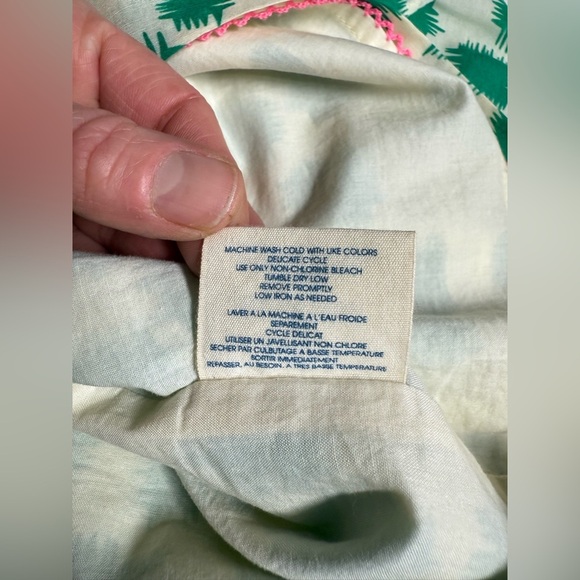 MACHINE WASH COLD WITH LIKE COLORS
DELICATE CYCLE
USE ONLY NON-CHLORINE BLEACH
TUMBLE DRY LOW
REMOVE PROMPTLY
LOW IRON AS NEEDED
LAVER A LA MACHINE A L'EAU FROIDE
SEPAREMENT
CYCLE DELICAT
UTILISER UN JAVELLISANT NON CHLORE
SECHER PAR CULBUTAGE A BASSE TEMPERATURE
SORTIR IMMEDIATEMENT
REPASSER, AU BESOIN, A TRES BASSE TEMPERATURE